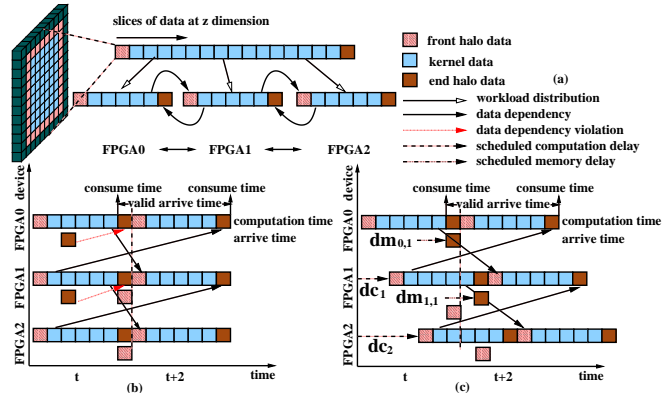 slices of data at z dimension
front halo data
kernel data
end halo data
(a)
workload distribution
data dependency
data dependency violation
scheduled computation delay
scheduled memory delay
FPGA0
FPGA1
FPGA2
device
consume time
consume time
valid arrive time
FPGA0
computation time
arrive time
FPGA1
FPGA2
t
t+2
time
(b)
device
consume time
consume time
valid arrive time
FPGA0
computation time
arrive time
dm0,1
FPGA1
dc1
dm1,1
FPGA2
dc2
t
t+2
time
(c)